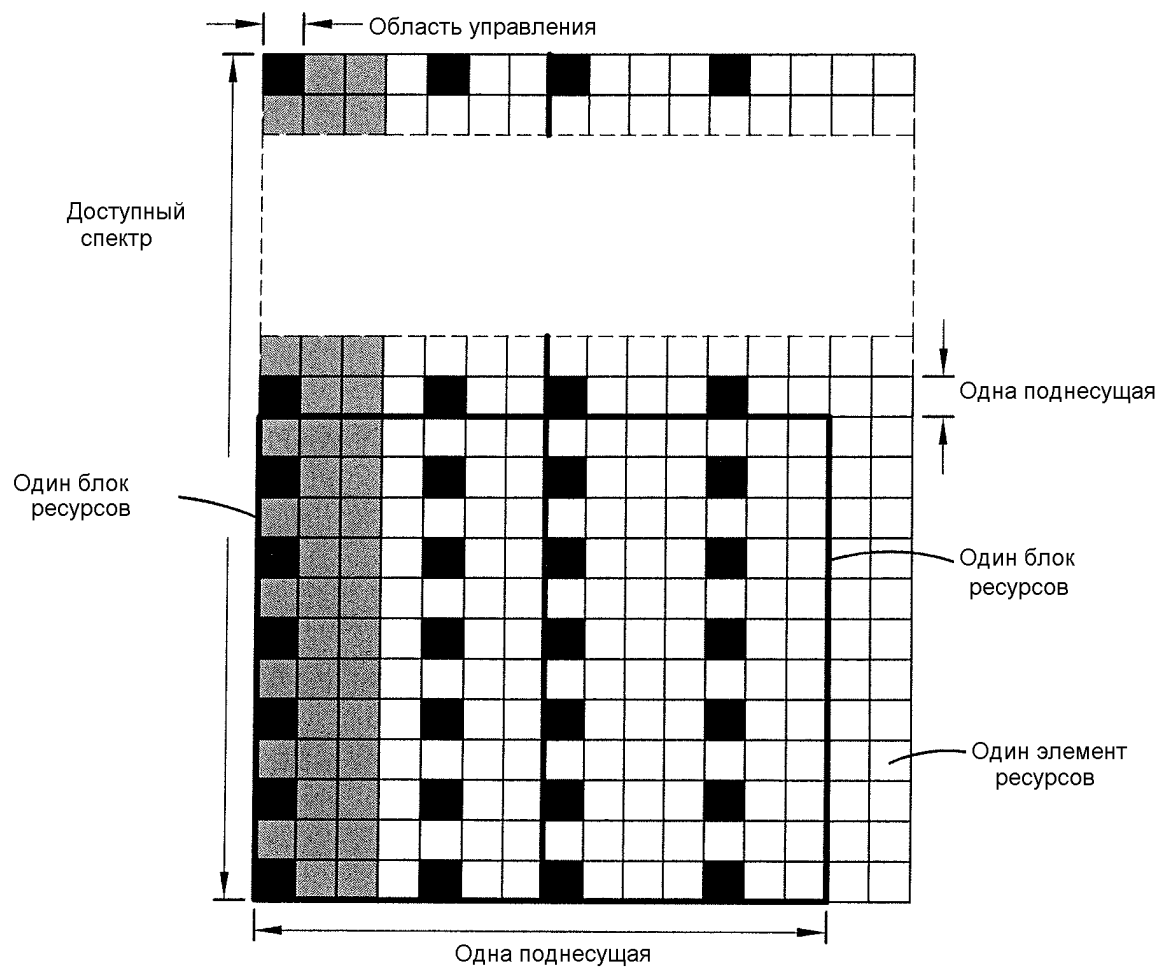 Область управления
Доступный
спектр
Одна поднесущая
Один блок
ресурсов
Один блок
ресурсов
Один элемент
ресурсов
Одна поднесущая